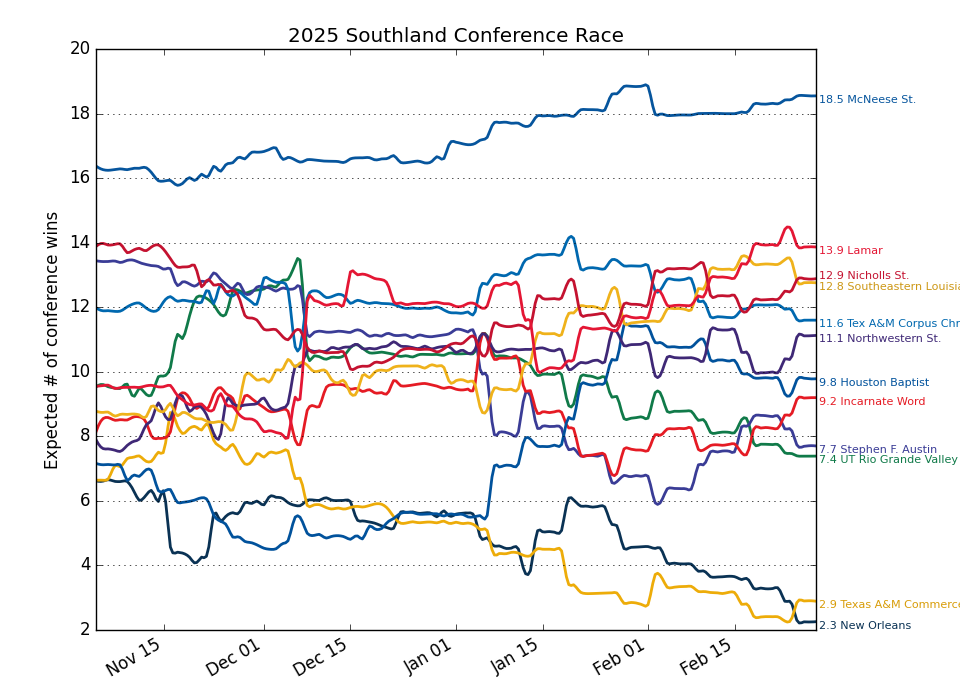 2025 Southland Conference Race
Expected # of conference wins
20
18
16
14
12
10
8
6
4
2
Nov 15
Dec 01
Dec 15
Jan 01
Jan 15
Feb 01
Feb 15
18.5 McNeese St.
13.9 Lamar
12.9 Nicholls St.
12.8 Southeastern Louisia
11.6 Tex A&M Corpus Chr
11.1 Northwestern St.
9.8 Houston Baptist
9.2 Incarnate Word
7.7 Stephen F. Austin
7.4 UT Rio Grande Valley
2.9 Texas A&M Commerce
2.3 New Orleans